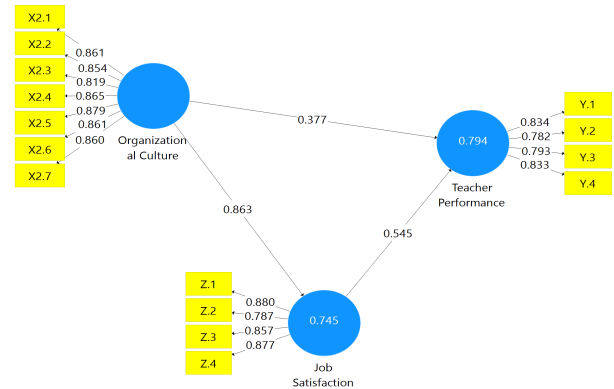 X2.1
X2.2
X2.3
X2.4
X2.5
X2.6
X2.7
0.861
0.854
0.819
0.865
0.879
0.861
0.860
Organization
al Culture
0.377
0.863
0.545
0.794
Teacher
Performance
0.834
0.782
0.793
0.833
Y.1
Y.2
Y.3
Y.4
Z.1
Z.2
Z.3
Z.4
0.880
0.787
0.857
0.877
0.745
Job
Satisfaction